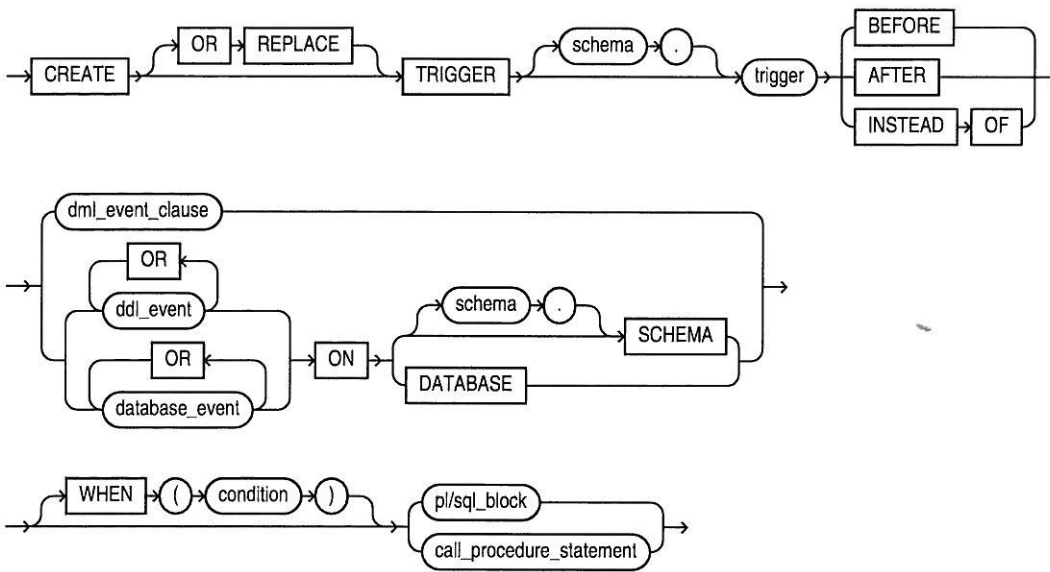 OR REPLACE schema . BEFORE
CREATE TRIGGER trigger AFTER
INSTEAD OF
dml_event_clause
OR
ddl_event schema .
OR ON SCHEMA
DATABASE
database_event
WHEN ( condition ) pl/sql_block
call_procedure_statement